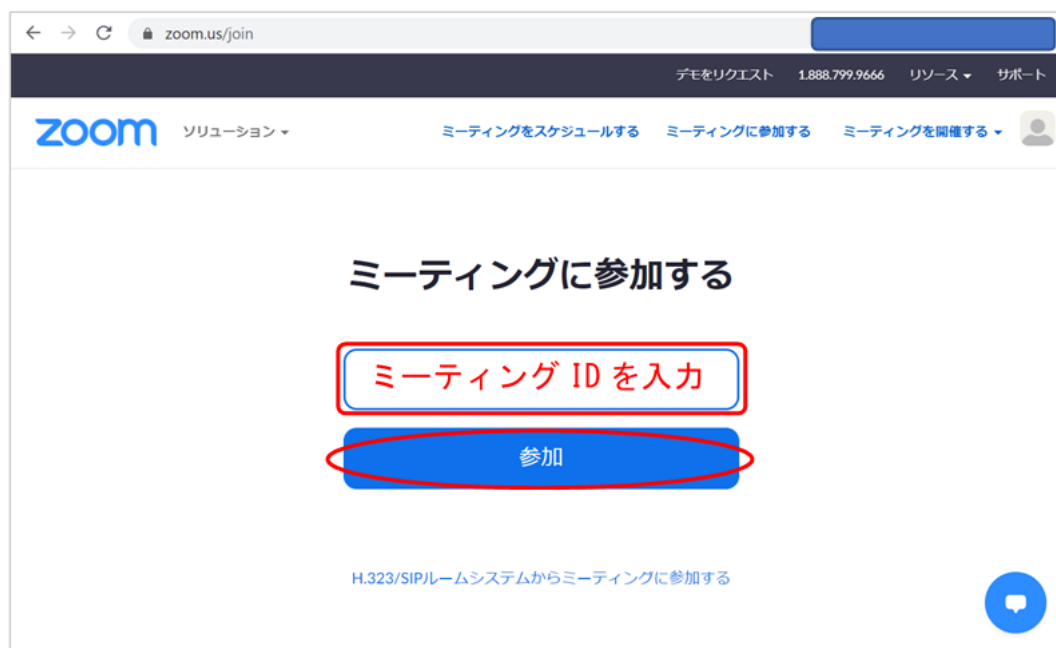 zoom.us/join
デモをリクエスト 1.888.799.9666 リソース サポート
zoom ソリューション ミーティングをスケジュールする ミーティングに参加する ミーティングを開催する
ミーティングに参加する
ミーティング ID を入力
参加
H.323/SIPルームシステムからミーティングに参加する